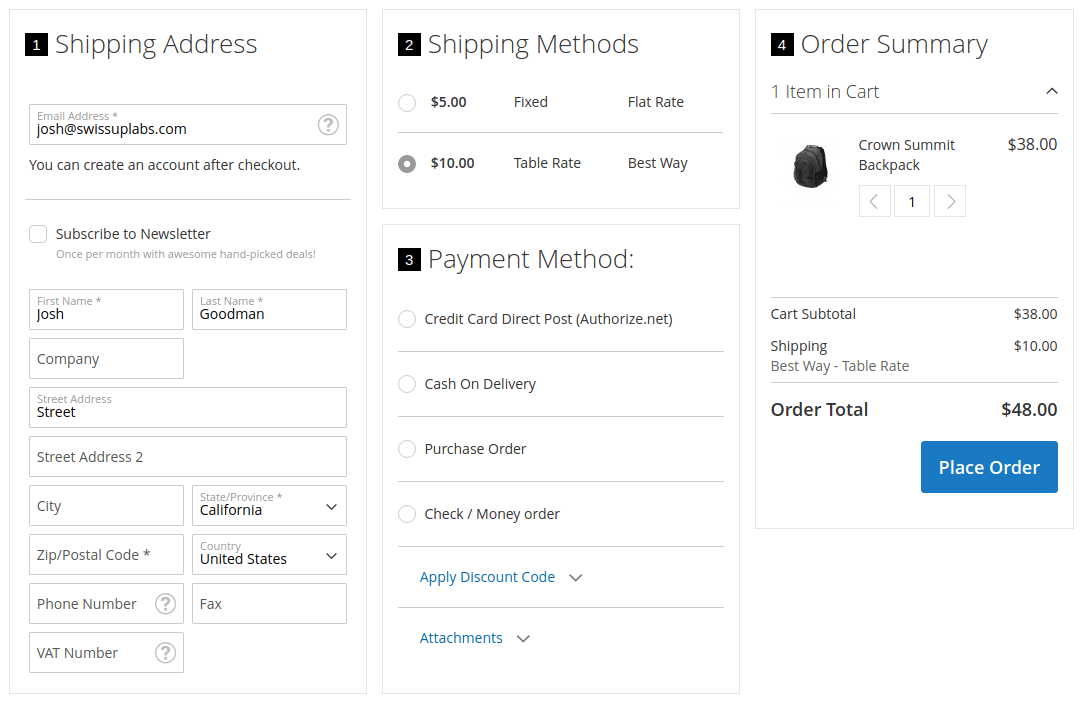 1 Shipping Address
Email Address *
josh@swissuplabs.com
?
You can create an account after checkout.
Subscribe to Newsletter
Once per month with awesome hand-picked deals!
First Name *
Josh
Last Name *
Goodman
Company
Street Address
Street
Street Address 2
City
State/Province *
California
Zip/Postal Code *
Country
United States
Phone Number ?
Fax
VAT Number ?
2 Shipping Methods
$5.00 Fixed Flat Rate
$10.00 Table Rate Best Way
3 Payment Method:
Credit Card Direct Post (Authorize.net)
Cash On Delivery
Purchase Order
Check / Money order
Apply Discount Code
Attachments
4 Order Summary
1 Item in Cart
Crown Summit $38.00
Backpack
1
Cart Subtotal $38.00
Shipping $10.00
Best Way - Table Rate
Order Total $48.00
Place Order